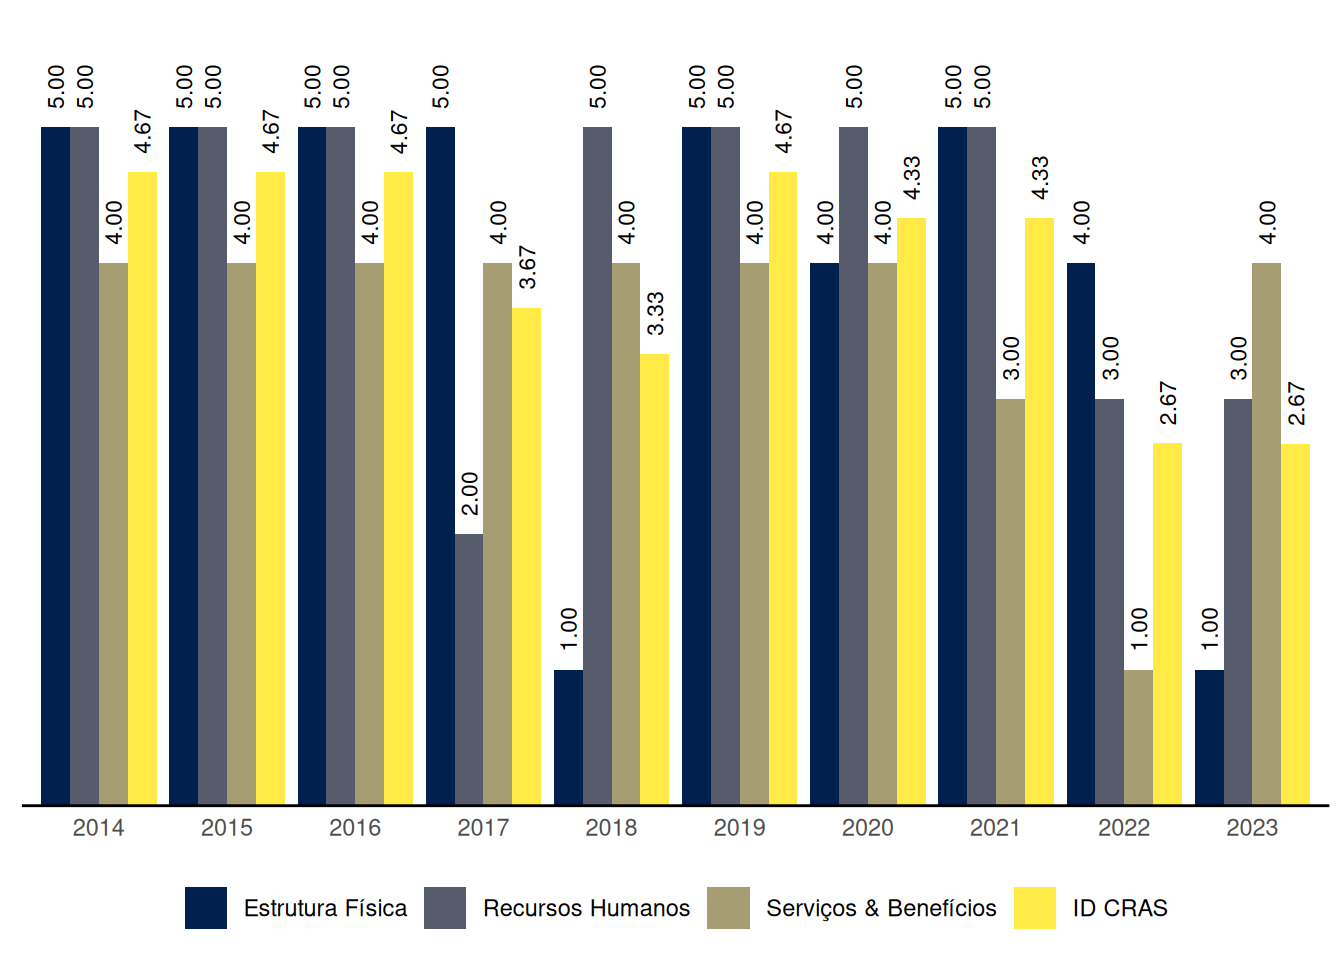 5.00 5.00 4.00 4.67
5.00 5.00 4.00 4.67
5.00 5.00 4.00 4.67
5.00 2.00 4.00 3.67
1.00 5.00 4.00 3.33
5.00 5.00 4.00 4.67
4.00 5.00 4.00 4.33
5.00 5.00 3.00 4.33
4.00 3.00 1.00 2.67
1.00 3.00 4.00 2.67
2014 2015 2016 2017 2018 2019 2020 2021 2022 2023
Estrutura Física Recursos Humanos Serviços & Benefícios ID CRAS